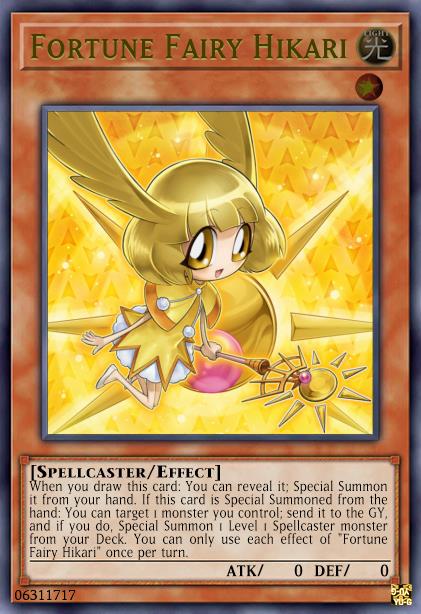 FORTUNE FAIRY HIKARI
LIGHT
光
[SPELLCASTER/EFFECT]
When you draw this card: You can reveal it; Special Summon
it from your hand. If this card is Special Summoned from the
hand: You can target 1 monster you control; send it to the GY,
and if you do, Special Summon 1 Level 1 Spellcaster monster
from your Deck. You can only use each effect of "Fortune
Fairy Hikari" once per turn.
ATK/ 0 DEF/ 0
06311717